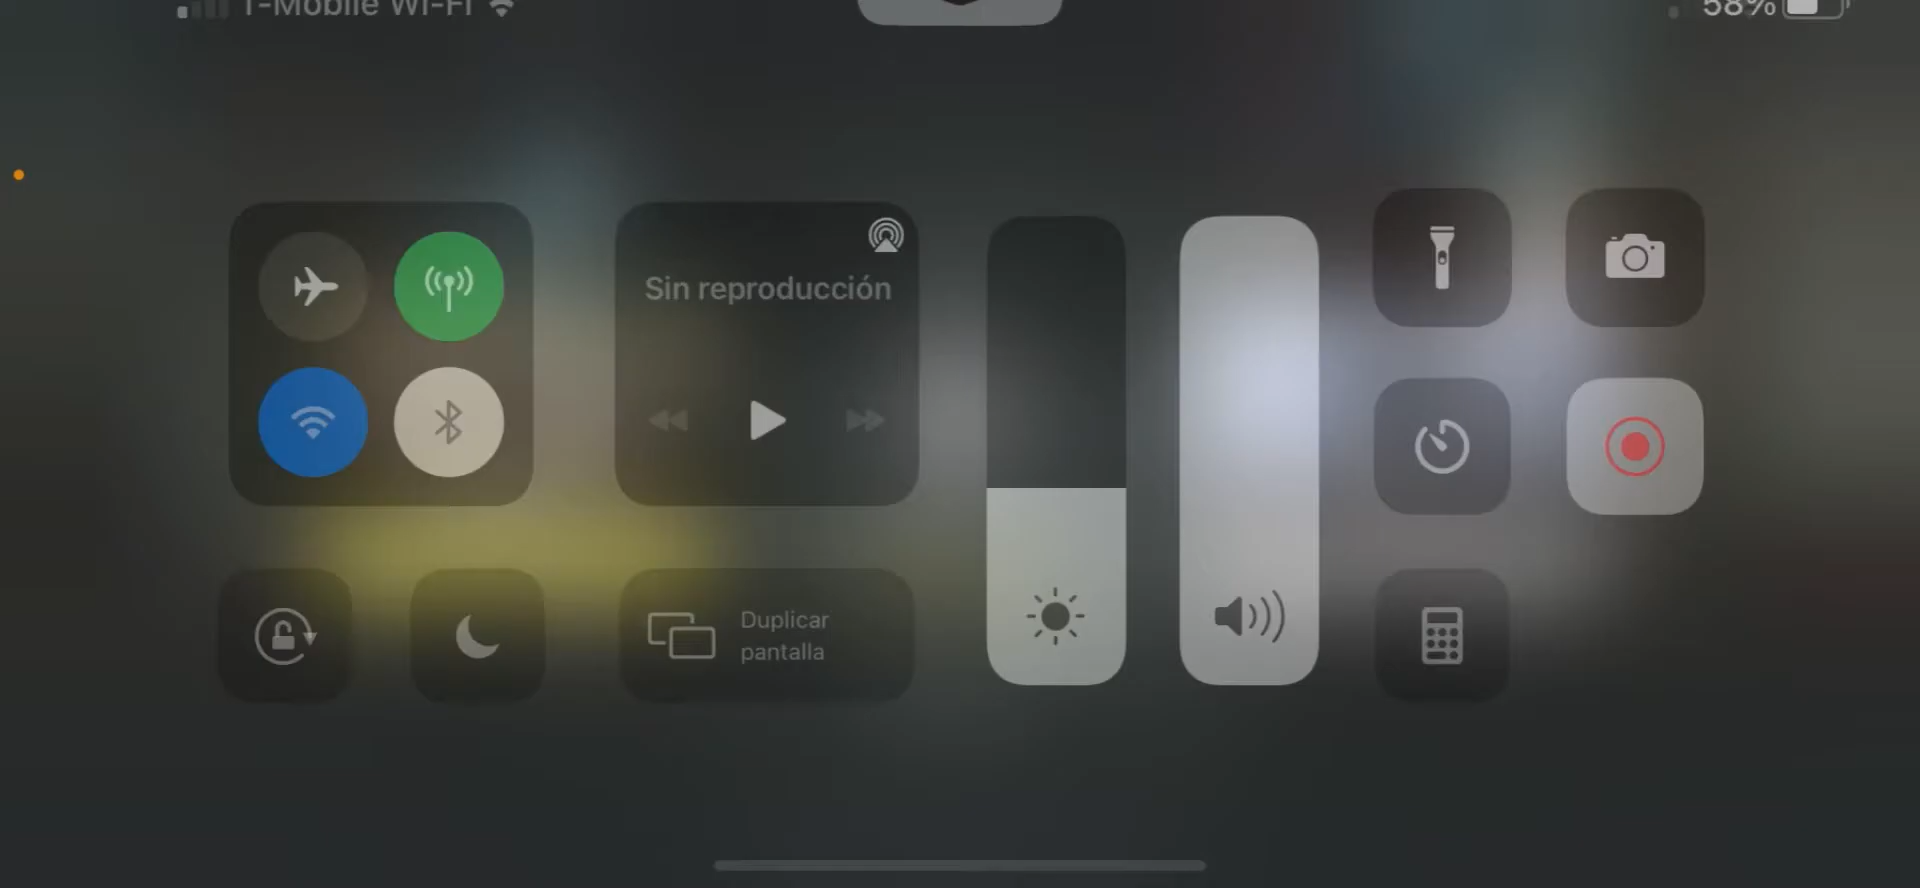 T-Mobile Wi-Fi
58%
Sin reproducción
Duplicar
pantalla